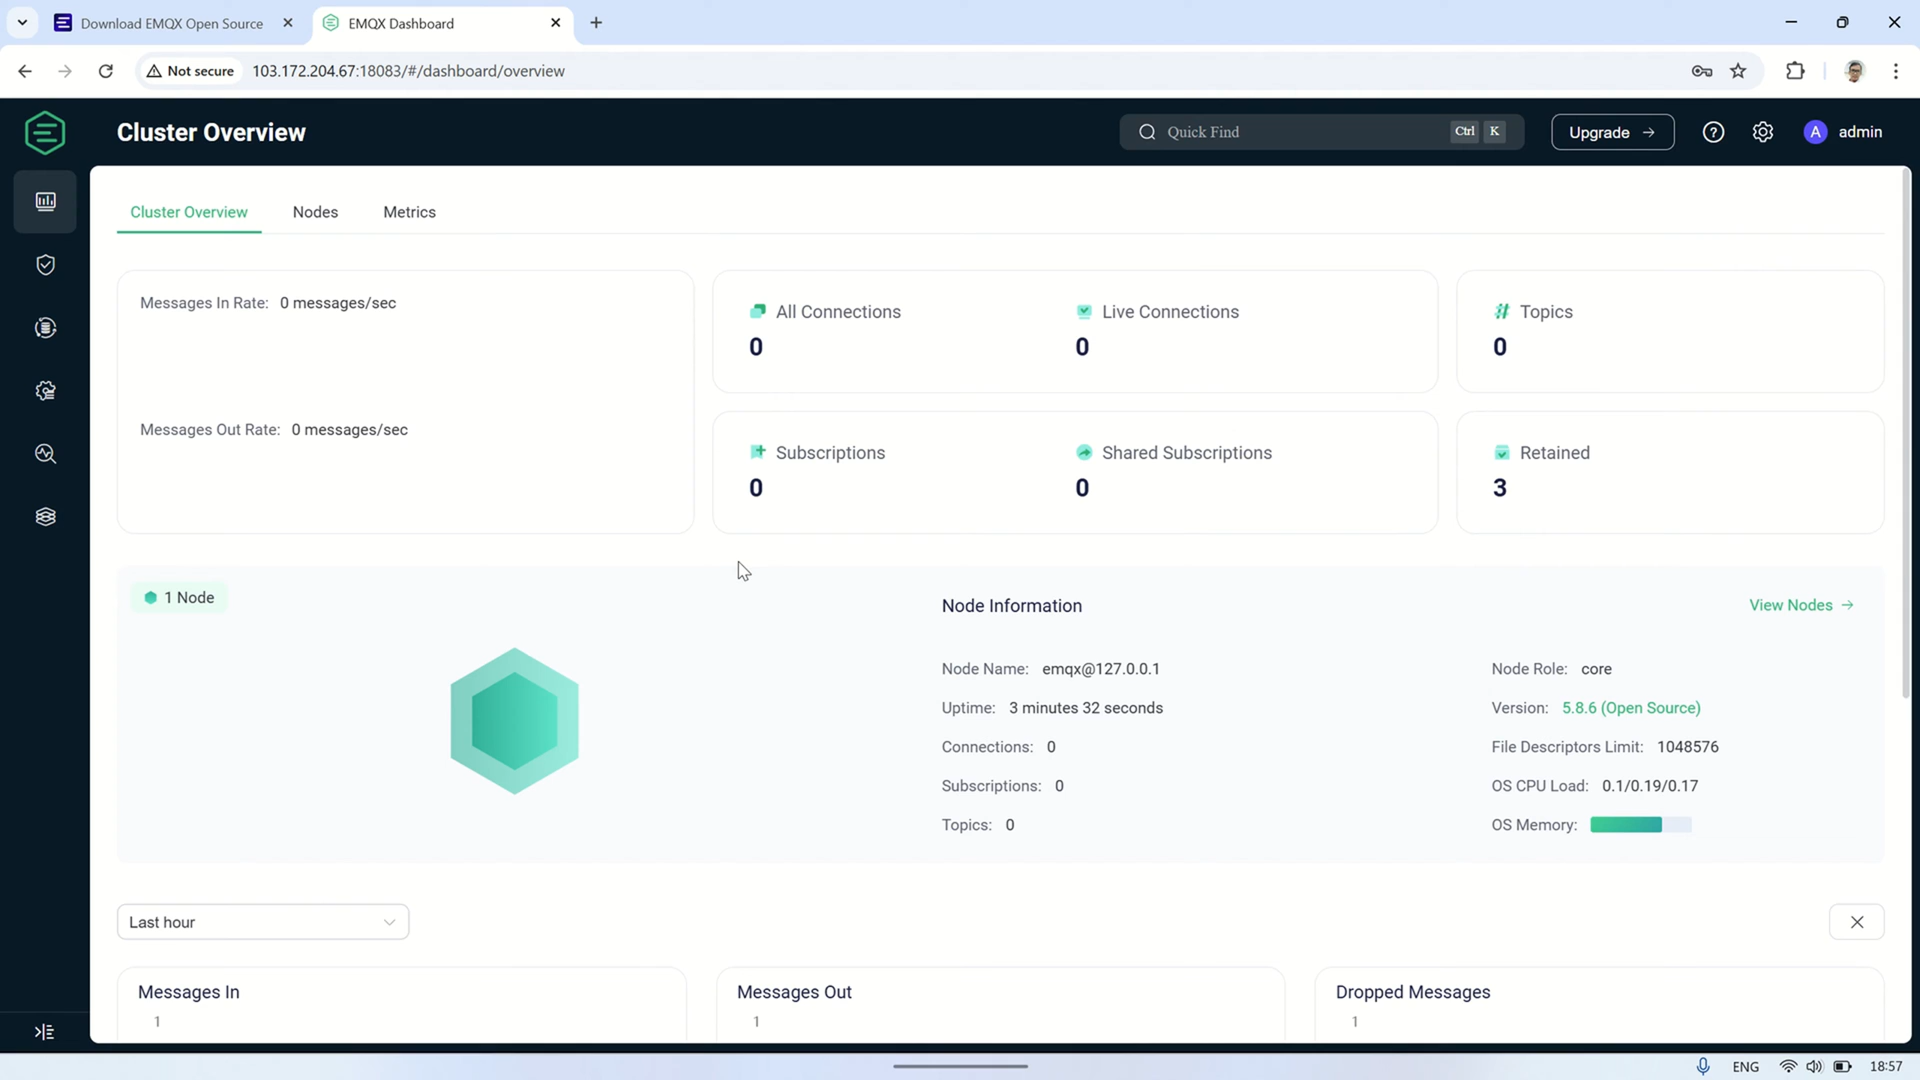 Download EMQX Open Source
EMQX Dashboard
Not secure
103.172.204.67:18083/#/dashboard/overview
Cluster Overview
Quick Find
Ctrl
K
Upgrade →
?
A
admin
Cluster Overview
Nodes
Metrics
Messages In Rate: 0 messages/sec
Messages Out Rate: 0 messages/sec
All Connections
0
Live Connections
0
Topics
0
Subscriptions
0
Shared Subscriptions
0
Retained
3
1 Node
Node Information
View Nodes →
Node Name: emqx@127.0.0.1
Uptime: 3 minutes 32 seconds
Connections: 0
Subscriptions: 0
Topics: 0
Node Role: core
Version: 5.8.6 (Open Source)
File Descriptors Limit: 1048576
OS CPU Load: 0.1/0.19/0.17
OS Memory:
Last hour
Messages In
1
Messages Out
1
Dropped Messages
1
ENG
18:57